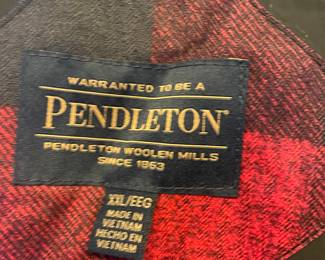 WARRANTED TO BE A
PENDLETON®
PENDLETON WOOLEN MILLS
SINCE 1863
XXL/EEG
MADE IN
VIETNAM
HECHO EN
VIETNAM